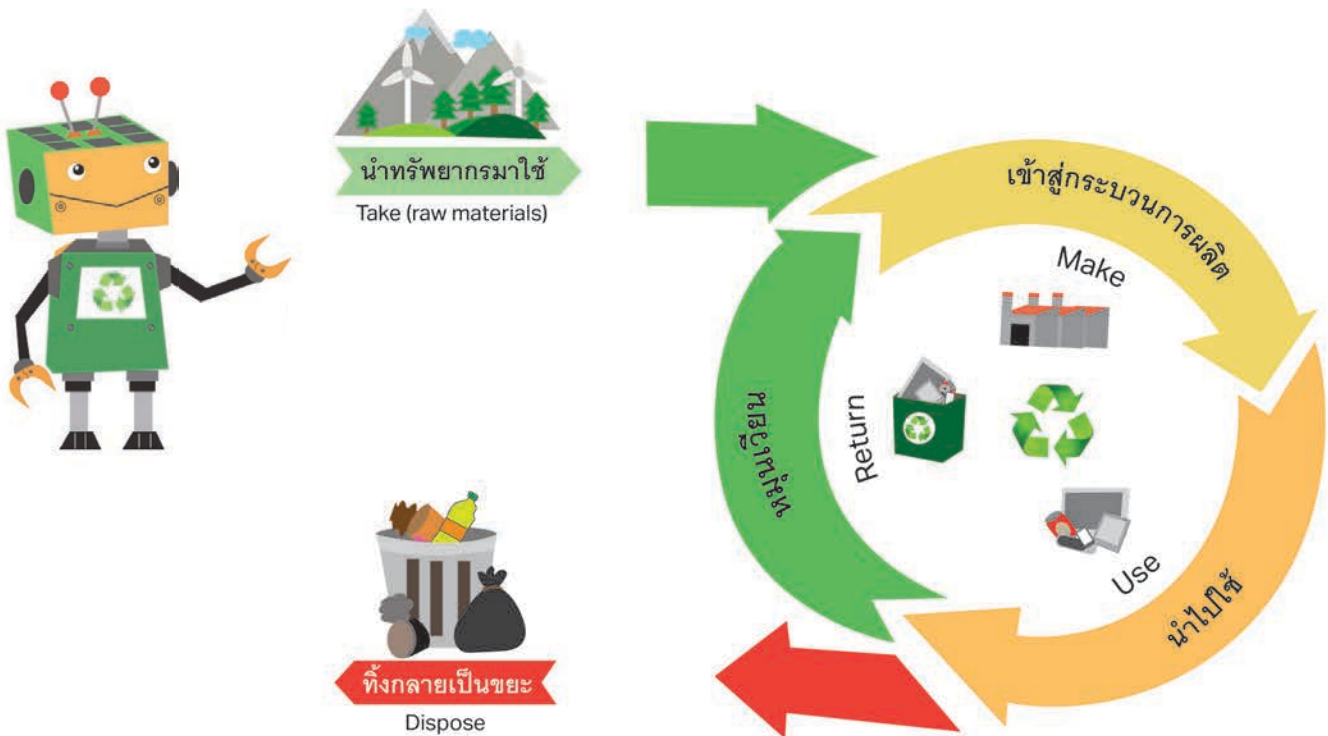 นำทรัพยากรมาใช้
Take (raw materials)
เข้าสู่กระบวนการผลิต
Make
นำไปใช้
Use
หมุนเวียน
Return
ทิ้งกลายเป็นขยะ
Dispose